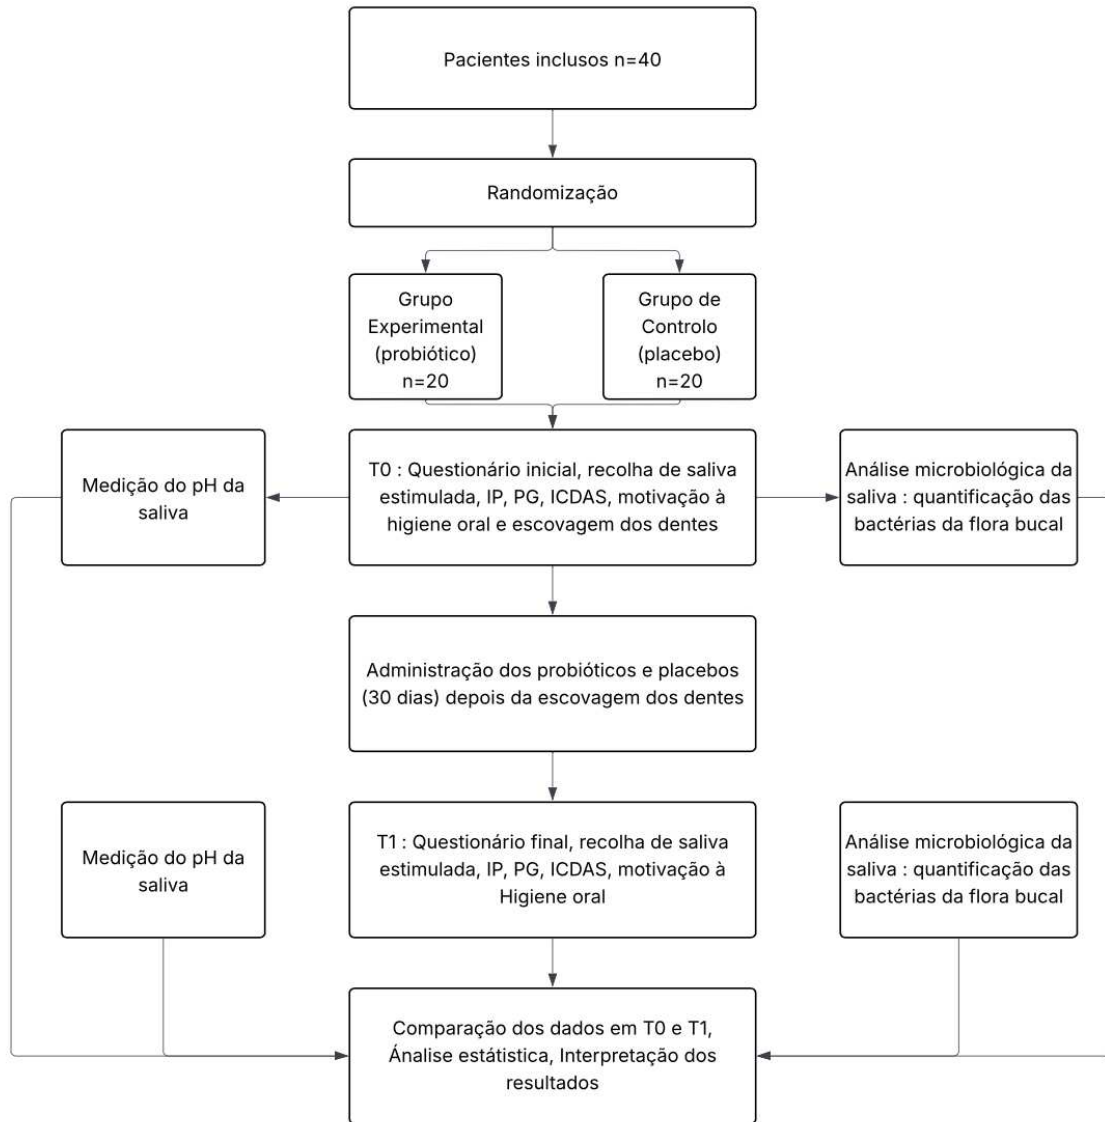 Pacientes inclusos n=40
Randomização
Grupo
Experimental
(probiótico)
n=20
Grupo de
Controlo
(placebo)
n=20
Medição do pH da
saliva
T0 : Questionário inicial, recolha de saliva
estimulada, IP, PG, ICDAS, motivação à
higiene oral e escovagem dos dentes
Análise microbiológica da
saliva : quantificação das
bactérias da flora bucal
Administração dos probióticos e placebos
(30 dias) depois da escovagem dos dentes
Medição do pH da
saliva
T1 : Questionário final, recolha de saliva
estimulada, IP, PG, ICDAS, motivação à
Higiene oral
Análise microbiológica da
saliva : quantificação das
bactérias da flora bucal
Comparação dos dados em T0 e T1,
Ánalise estátistica, Interpretação dos
resultados